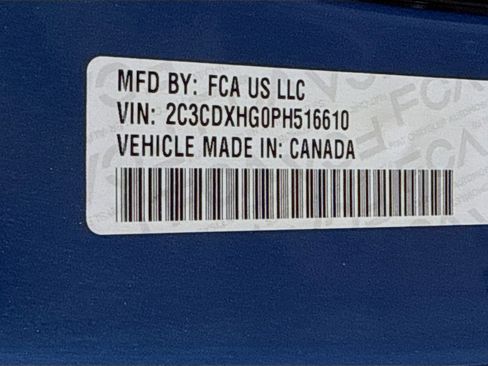 MFD BY: FCA US LLC
VIN: 2C3CDXHG0PH516610
VEHICLE MADE IN: CANADA